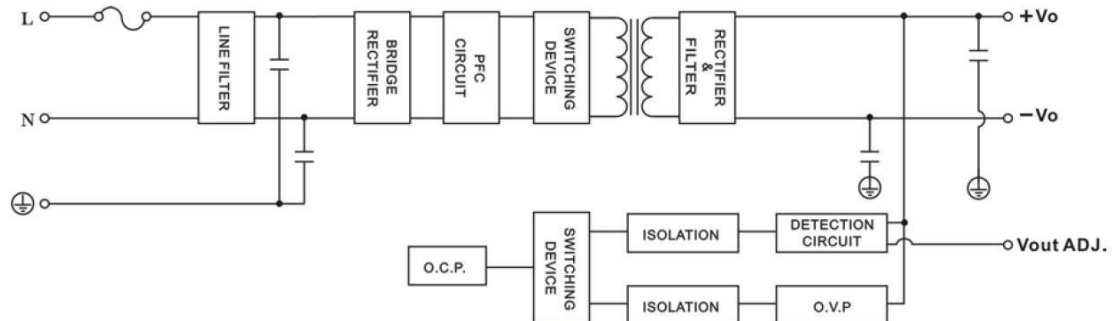 L
LINE FILTER
BRIDGE
RECTIFIER
PFC
CIRCUIT
SWITCHING
DEVICE
RECTIFIER
&
FILTER
+Vo
N
-Vo
SWITCHING
DEVICE
ISOLATION
DETECTION
CIRCUIT
Vout ADJ.
O.C.P.
ISOLATION
O.V.P